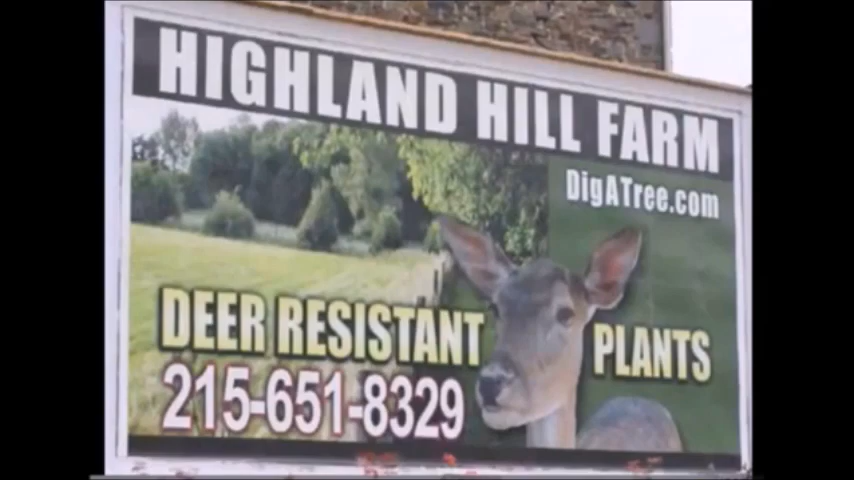 HIGHLAND HILL FARM
DigATree.com
DEER RESISTANT PLANTS
215-651-8329